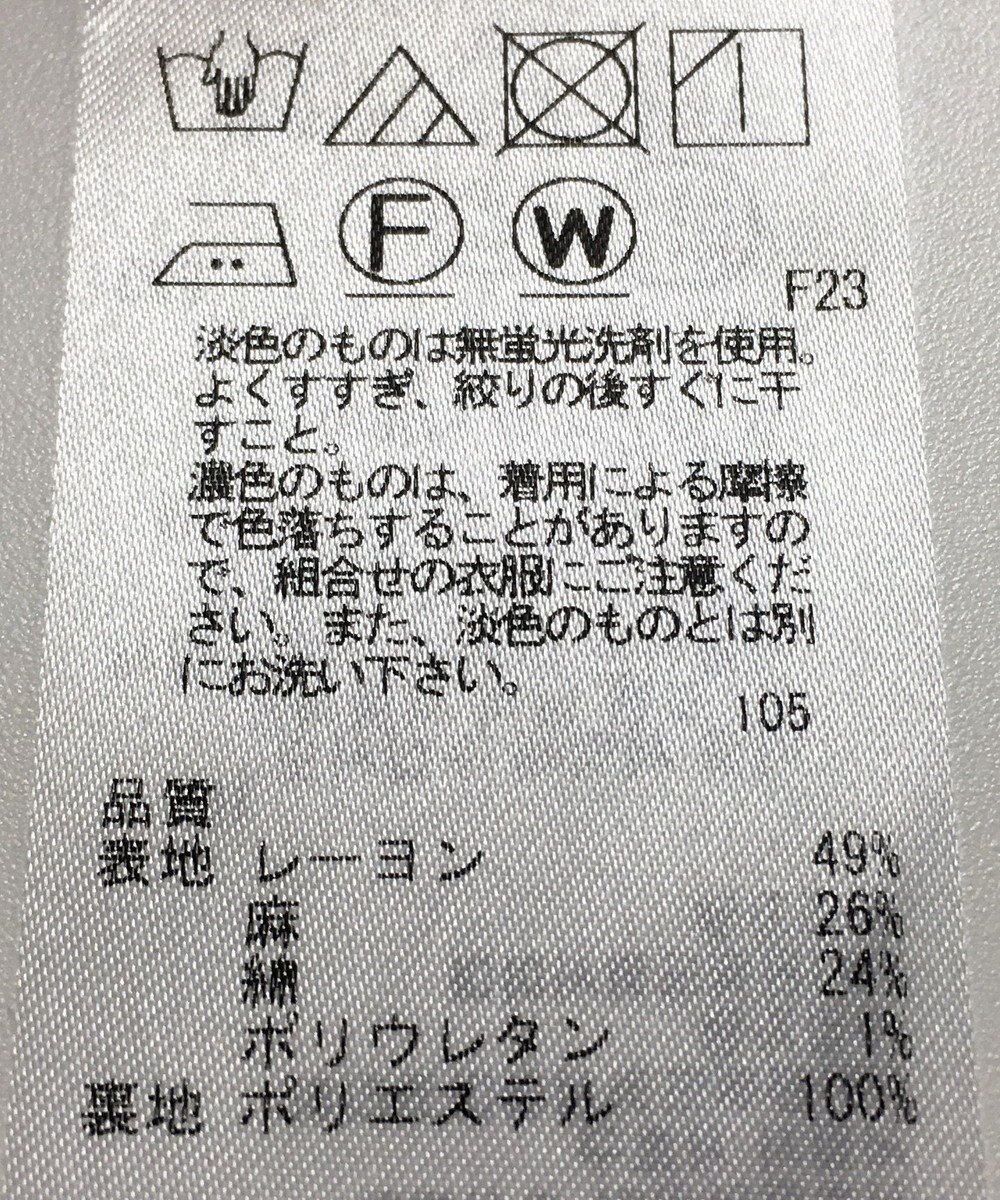 F W
F23
淡色のものは無蛍光洗剤を使用。
よくすすぎ、絞りの後すぐに干
すこと。
濃色のものは、着用による摩擦
で色落ちすることがありますの
で、組合せの衣服にご注意くだ
さい。また、淡色のものとは別
にお洗い下さい。
105
品質
表地 レーヨン 49%
麻 26%
綿 24%
ポリウレタン 1%
裏地 ポリエステル 100%